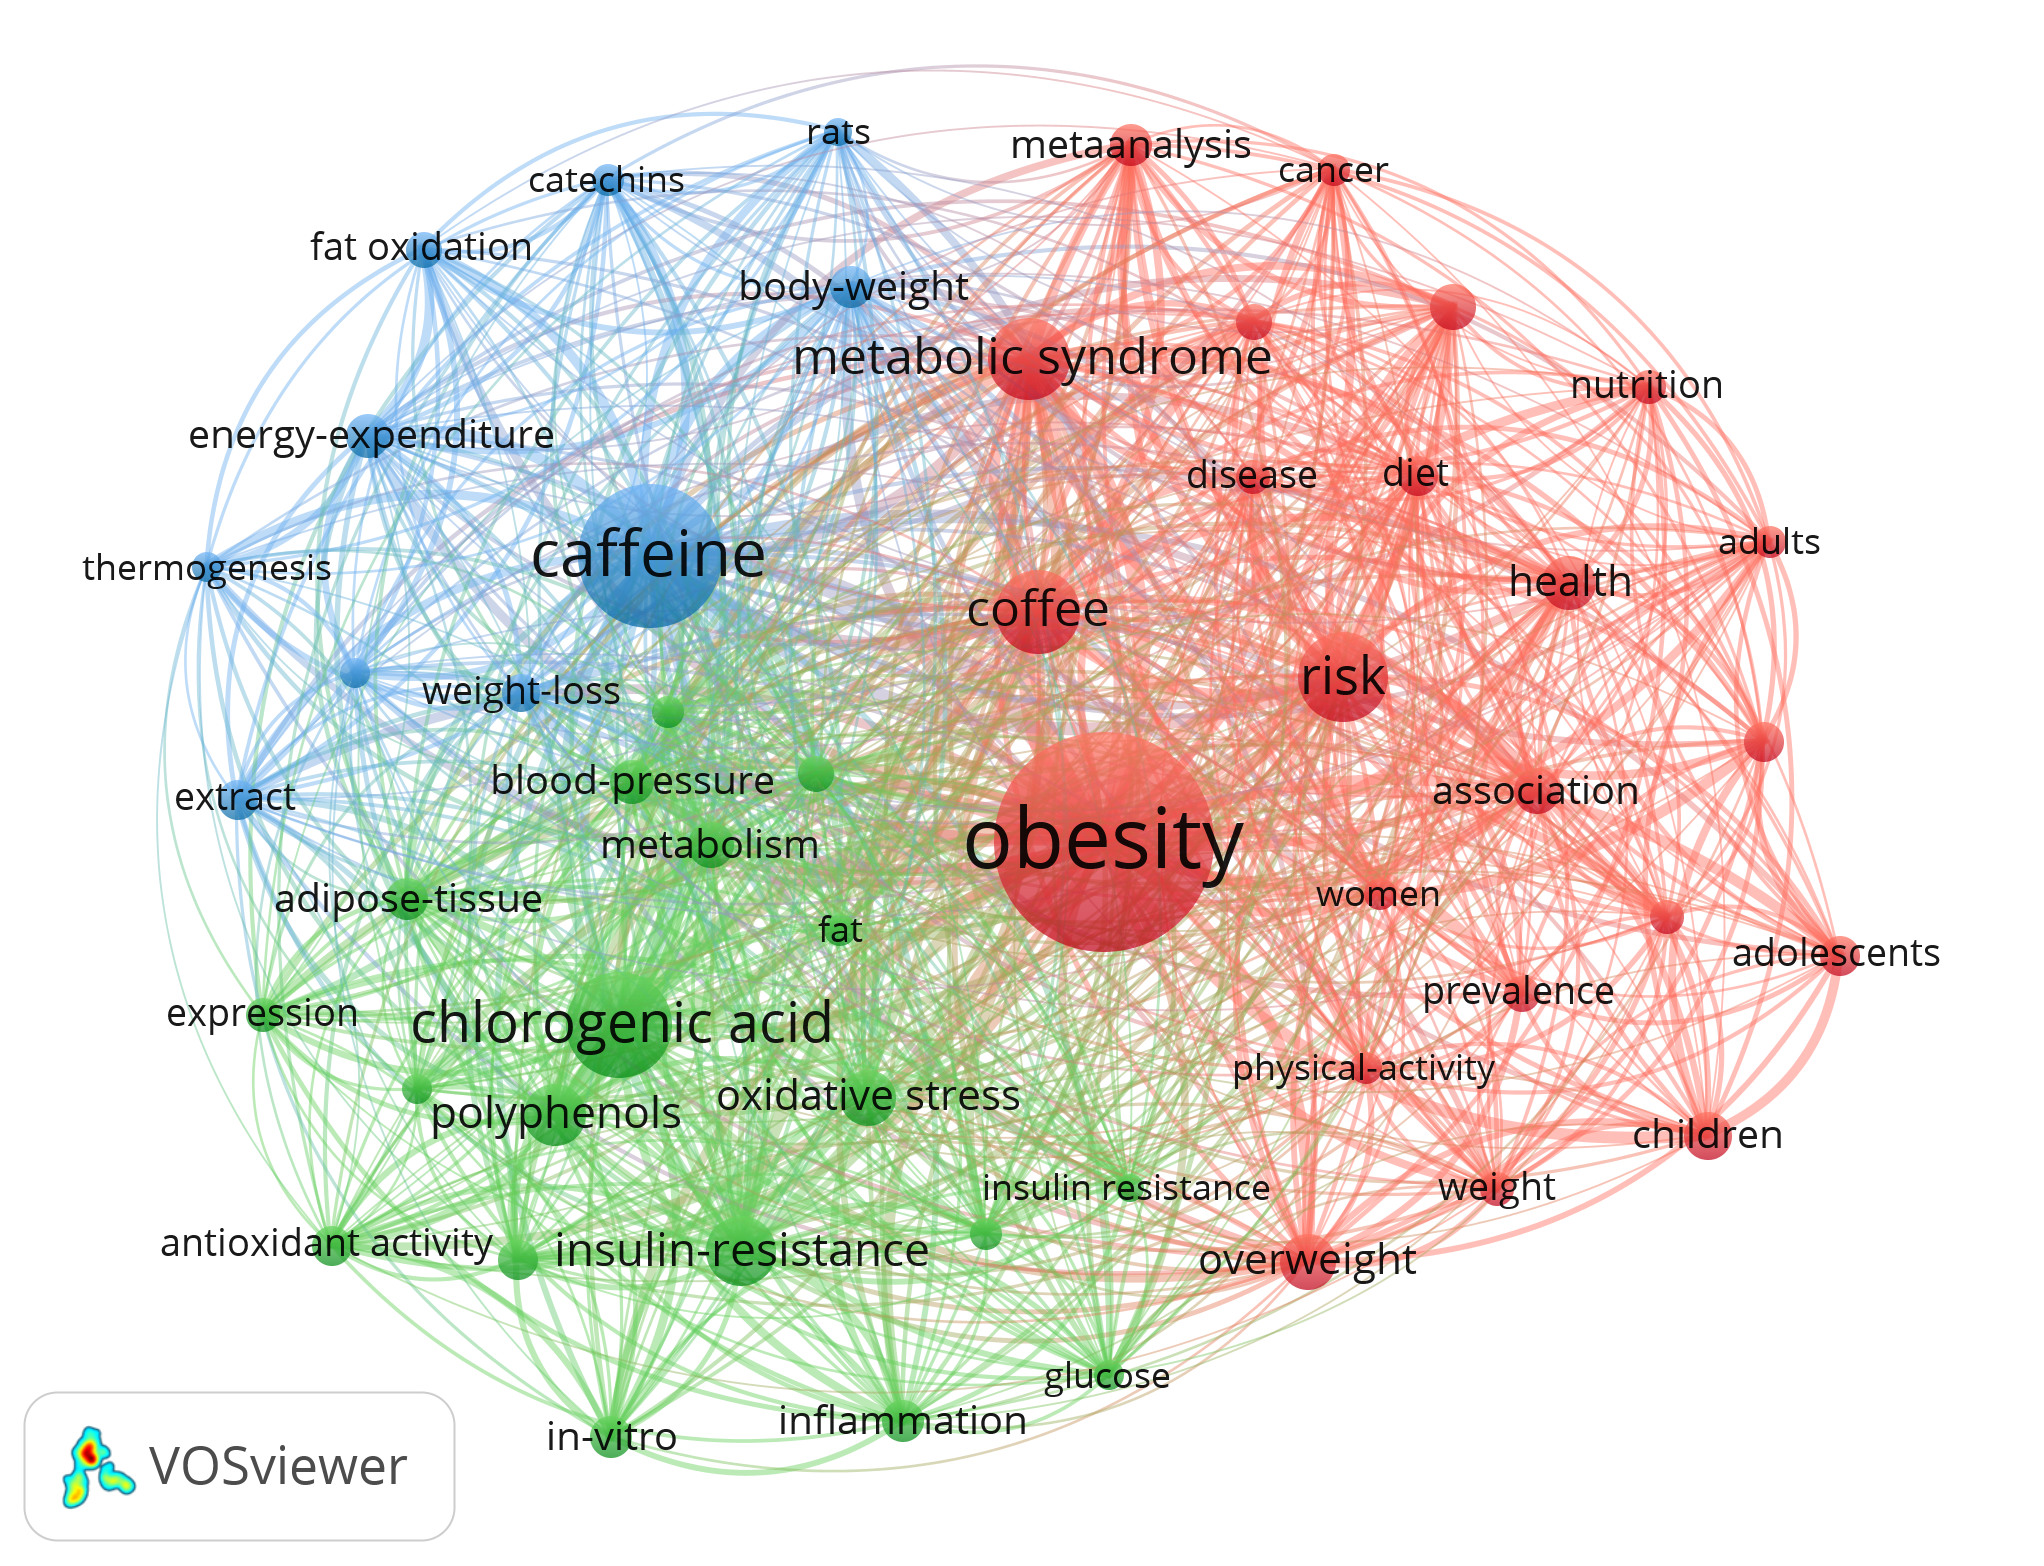 rats
metaanalysis
cancer
catechins
fat oxidation
body-weight
metabolic syndrome
nutrition
energy-expenditure
disease
diet
caffeine
adults
thermogenesis
health
coffee
risk
weight-loss
blood-pressure
extract
association
obesity
metabolism
adipose-tissue
women
fat
adolescents
expression
chlorogenic acid
prevalence
physical-activity
oxidative stress
polyphenols
children
insulin resistance
weight
antioxidant activity
insulin-resistance
overweight
glucose
inflammation
in-vitro
VOSviewer